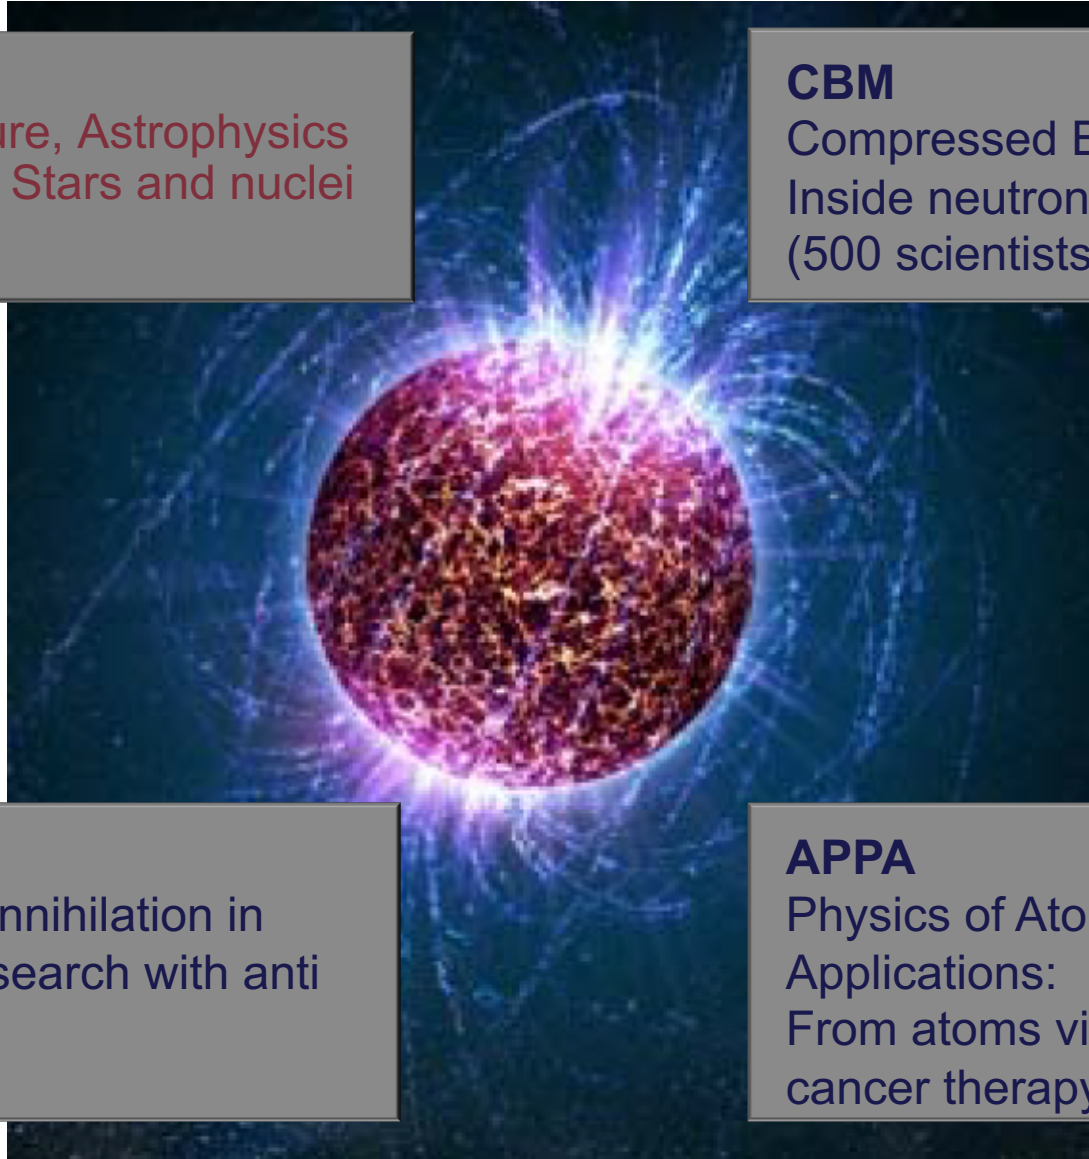 ure, Astrophysics
Stars and nuclei
CBM
Compressed B
Inside neutron
(500 scientists
nnihilation in
search with anti
APPA
Physics of Ato
Applications:
From atoms vi
cancer therapy